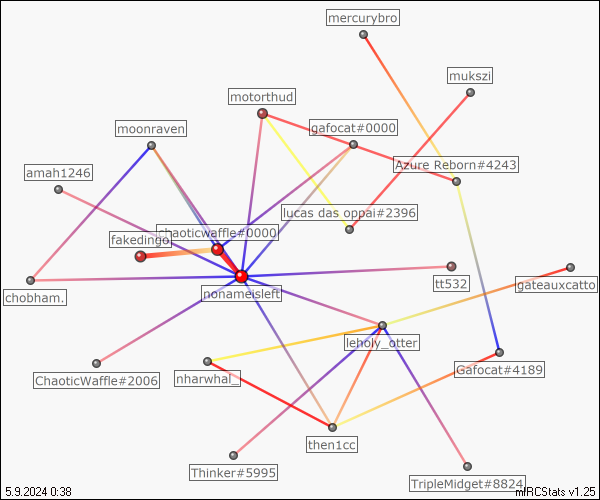 mercurybro
mukszi
motorthud
gafocat#0000
moonraven
Azure Reborn#4243
amah1246
lucas das oppai#2396
chaoticwaffle#0000
fakedingo
tt532
gateauxcatto
nonameisleft
chobham.
leholy_otter
Gafocat#4189
ChaoticWaffle#2006
nharwhal_
then1cc
Thinker#5995
TripleMidget#8824
5.9.2024 0:38
mIRCStats v1.25